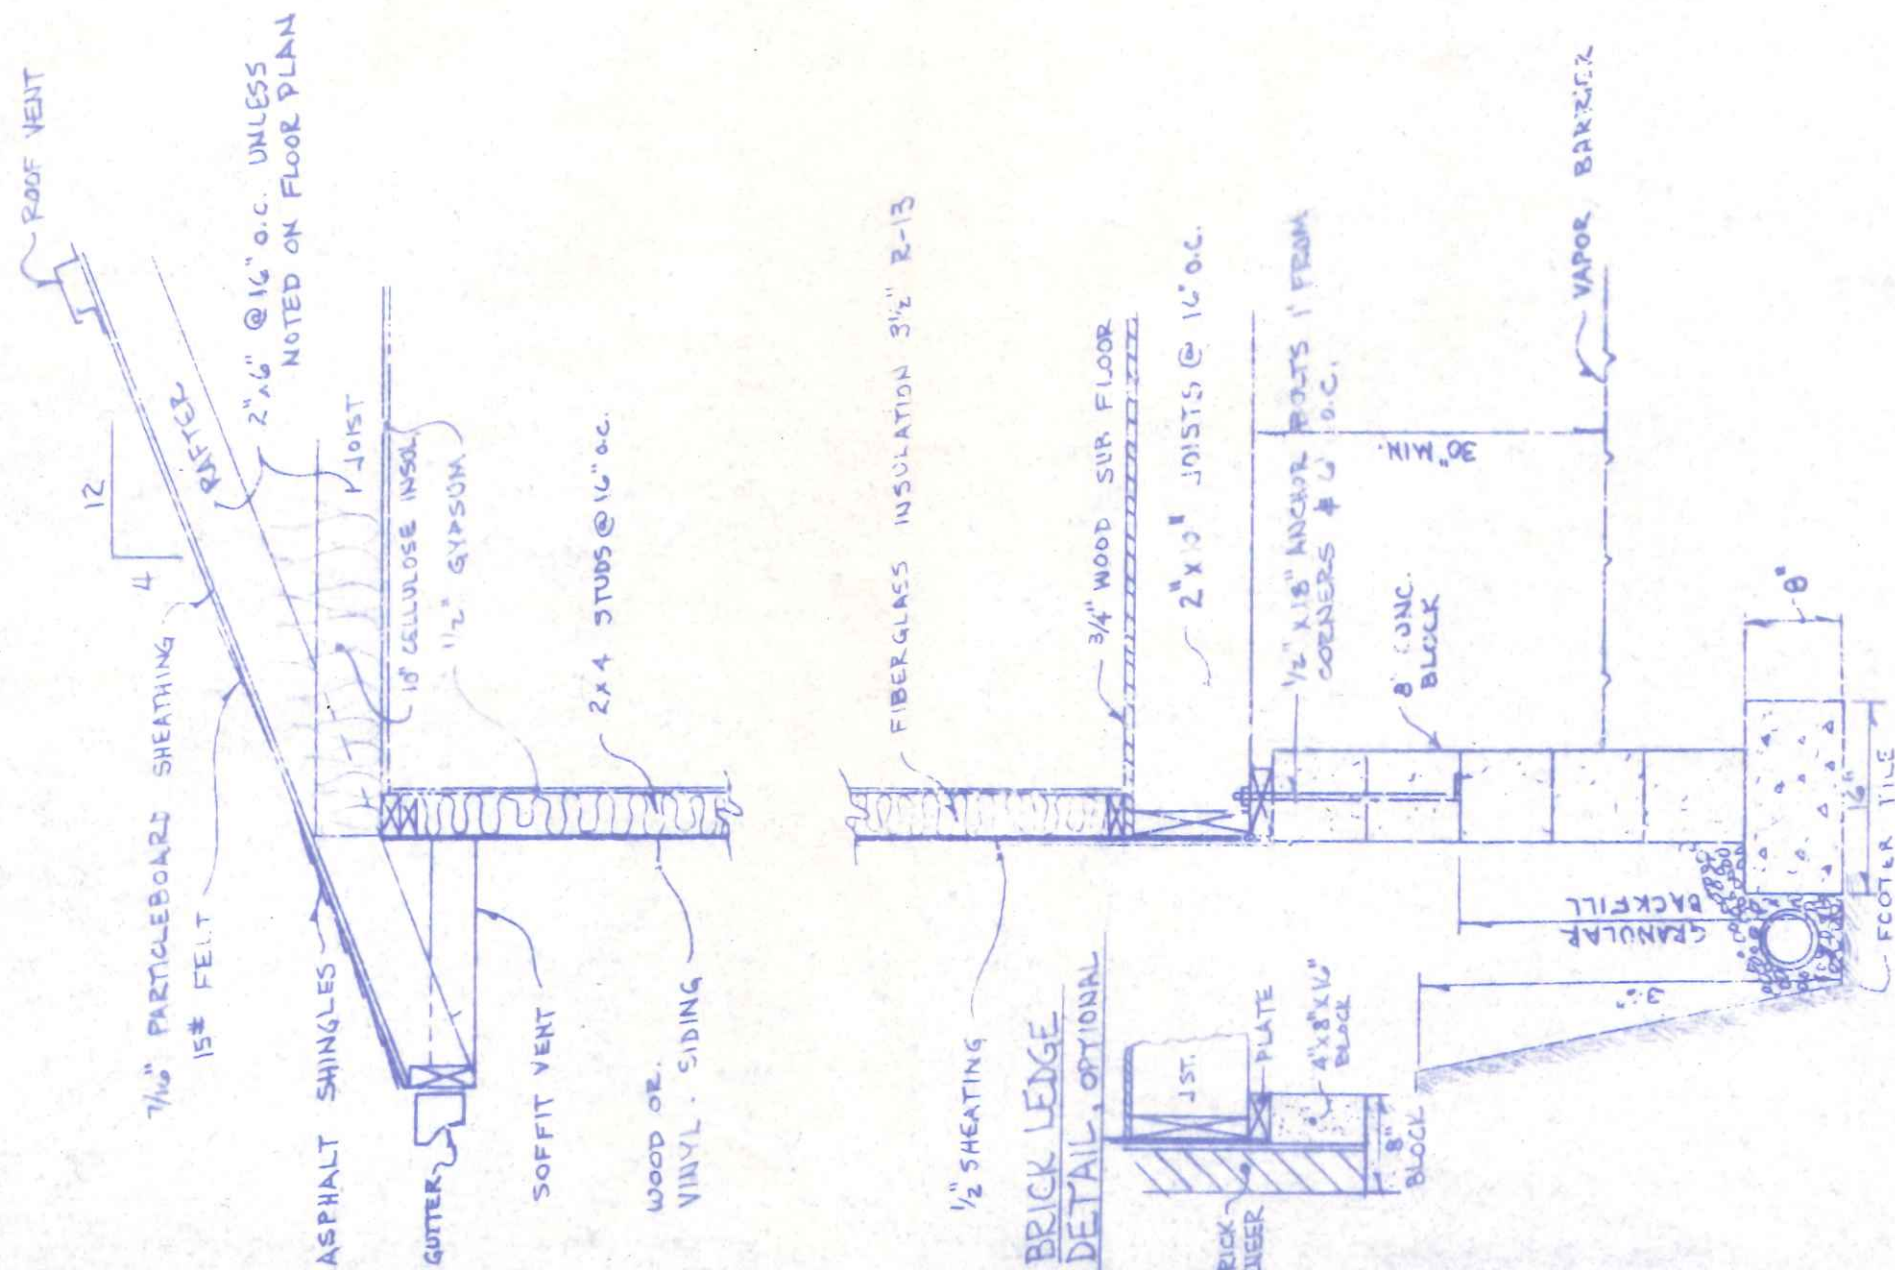 ROOF VENT
2"x6" @ 16" O.C. UNLESS
NOTED ON FLOOR PLAN
12
4
RAFTER
JOIST
7/16" PARTICLEBOARD SHEATHING
15# FELT
ASPHALT SHINGLES
10" CELLULOSE INSUL
1/2" GYPSUM
GUTTER
SOFFIT VENT
2x4 STUDS @ 16" O.C.
WOOD OR
VINYL SIDING
FIBERGLASS INSULATION 3 1/2" R-13
1/2" SHEATING
3/4" WOOD SUB FLOOR
2" x 10" JOISTS @ 16" O.C.
1/2" x 18" ANCHOR BOLTS 1' FROM
CORNERS & 6' O.C.
30" MIN.
8" CONC.
BLOCK
VAPOR BARRIER
BRICK LEDGE
DETAIL, OPTIONAL
JST.
PLATE
4"x8"x16"
BLOCK
8"
BLOCK
RICK
NEER
GRANULAR
BACKFILL
8"
16"
FOOTER TILE